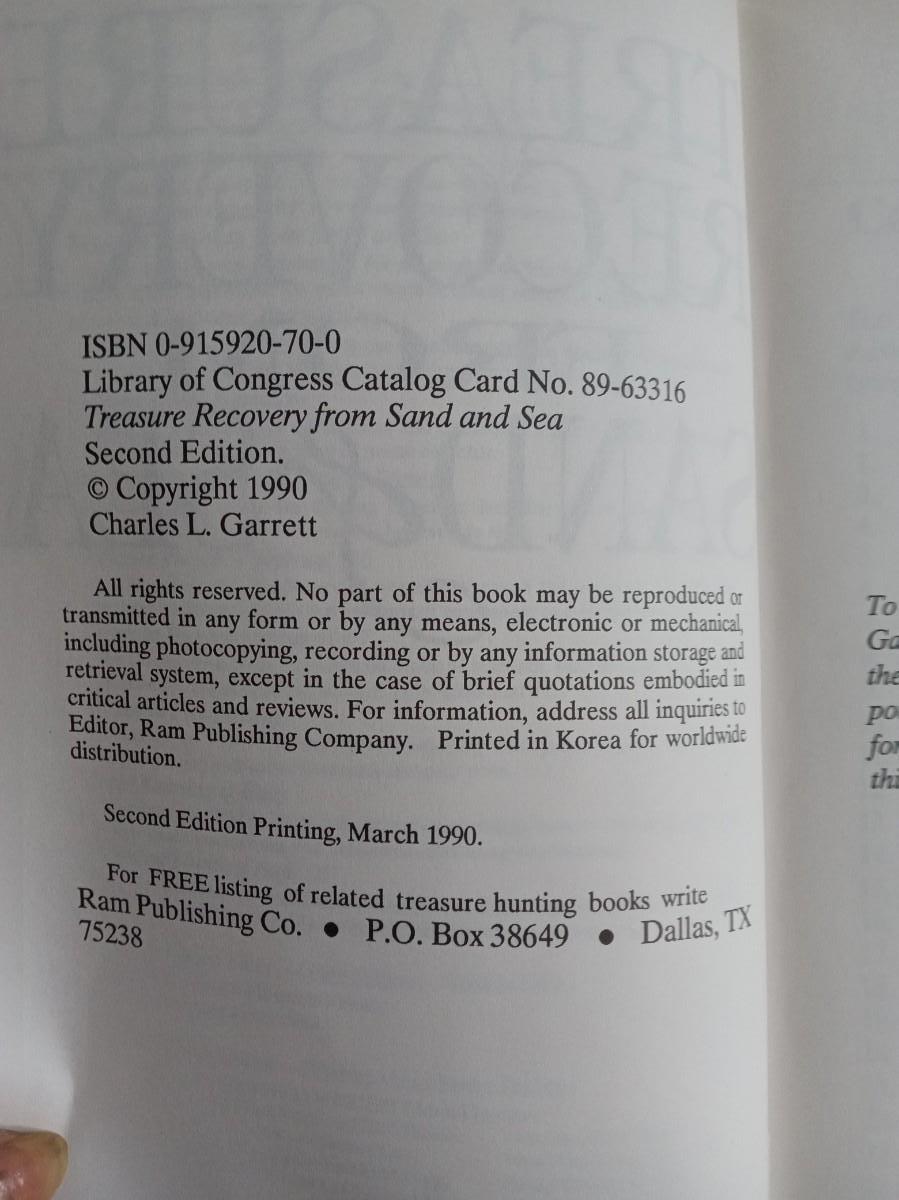 ISBN 0-915920-70-0
Library of Congress Catalog Card No. 89-63316
Treasure Recovery from Sand and Sea
Second Edition.
© Copyright 1990
Charles L. Garrett
All rights reserved. No part of this book may be reproduced or
transmitted in any form or by any means, electronic or mechanical,
including photocopying, recording or by any information storage and
retrieval system, except in the case of brief quotations embodied in
critical articles and reviews. For information, address all inquiries to
Editor, Ram Publishing Company. Printed in Korea for worldwide
distribution.
Second Edition Printing, March 1990.
For FREE listing of related treasure hunting books write
Ram Publishing Co. ● P.O. Box 38649 ● Dallas, TX
75238
To
the